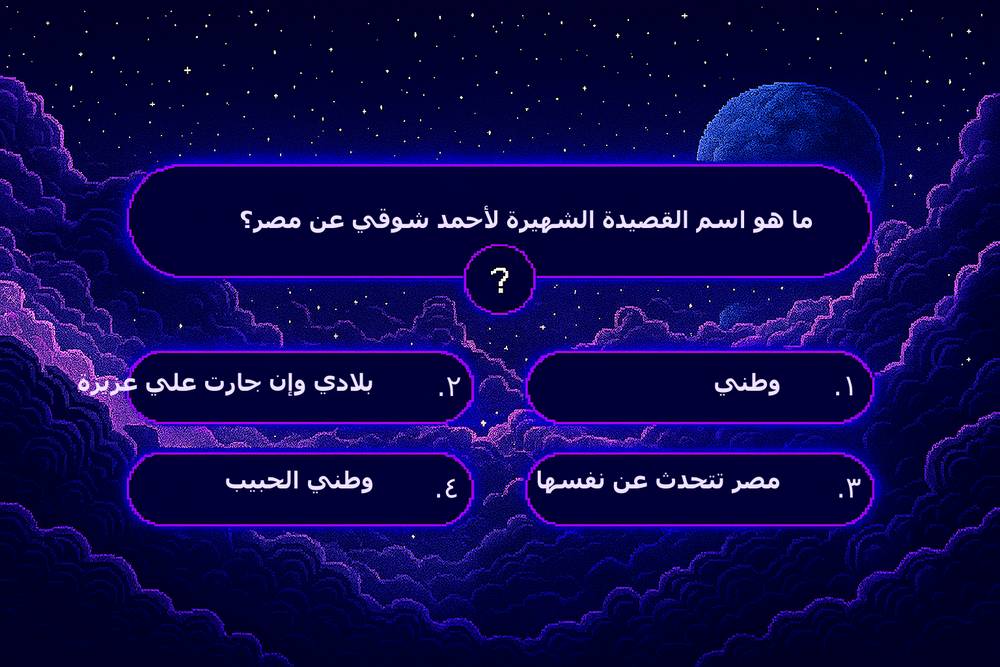 ما هو اسم القصيدة الشهيرة لأحمد شوقي عن مصر؟
?
١. وطني
٢. بلادي وإن جارت علي عزيزة
٣. مصر تتحدث عن نفسها
٤. وطني الحبيب